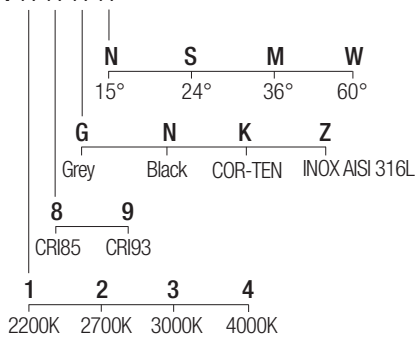 N S M W
15° 24° 36° 60°
G N K Z
Grey Black COR-TEN INOX AISI 316L
8 9
CRI85 CRI93
1 2 3 4
2200K 2700K 3000K 4000K